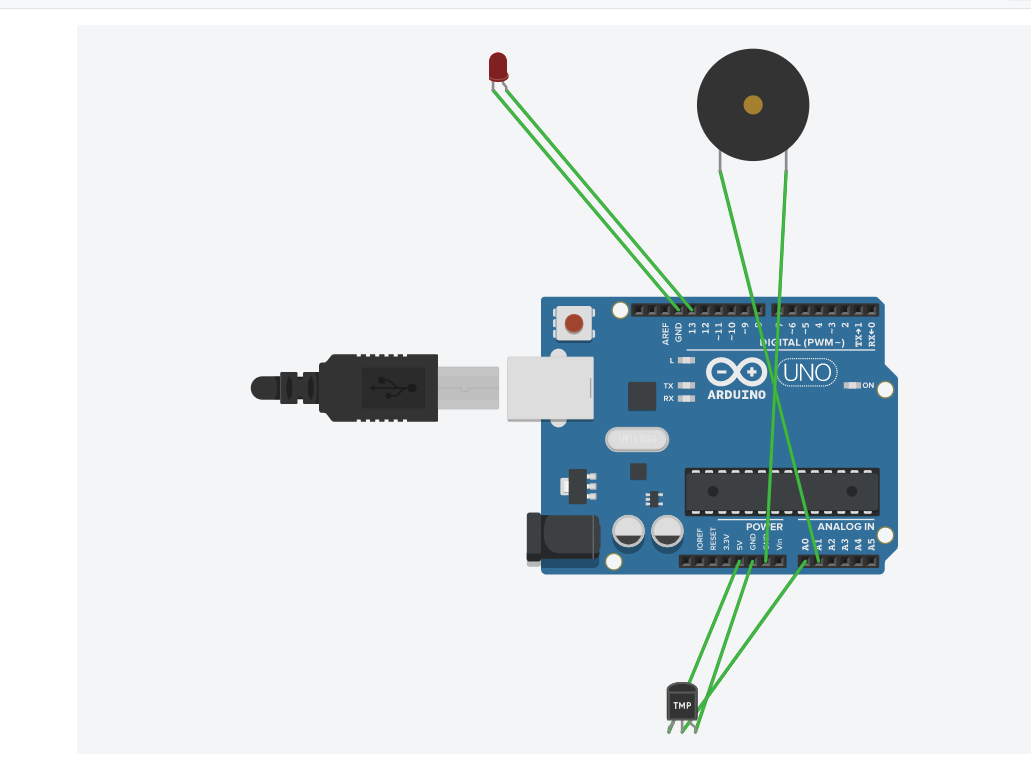 AREF
GND
13
12
~11
~10
~9
8
~6
~5
4
~3
2
TX→1
RX←0
DIGITAL (PWM~)
L
TX
RX
ARDUINO
UNO
ON
POWER
ANALOG IN
IOREF
RESET
3.3V
5V
GND
Vin
A0
A1
A2
A3
A4
A5
TMP